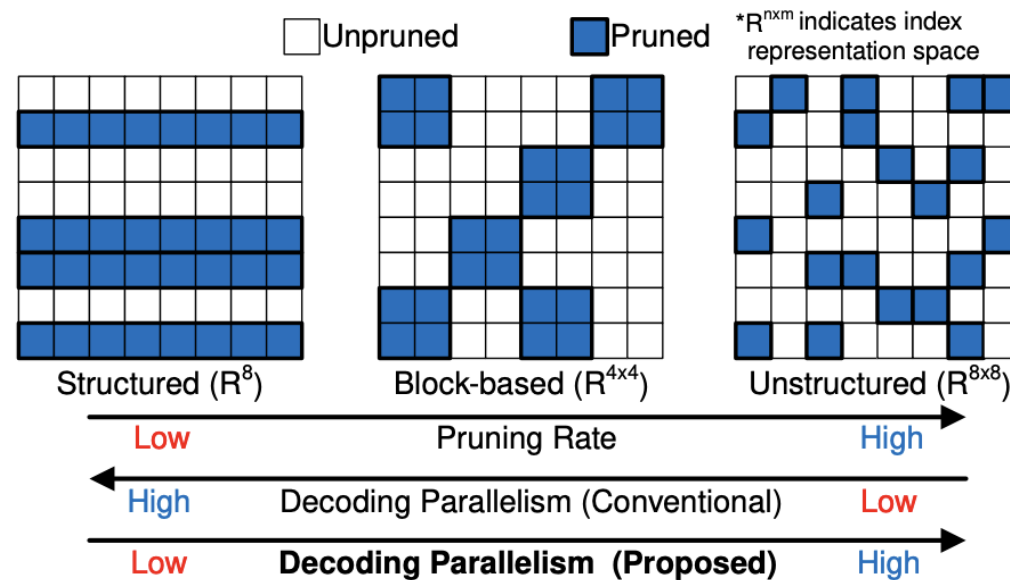 Unpruned
Pruned
*R^nxm indicates index
representation space
Structured (R^8)
Block-based (R^4x4)
Unstructured (R^8x8)
Low
Pruning Rate
High
High
Decoding Parallelism (Conventional)
Low
Low
Decoding Parallelism (Proposed)
High